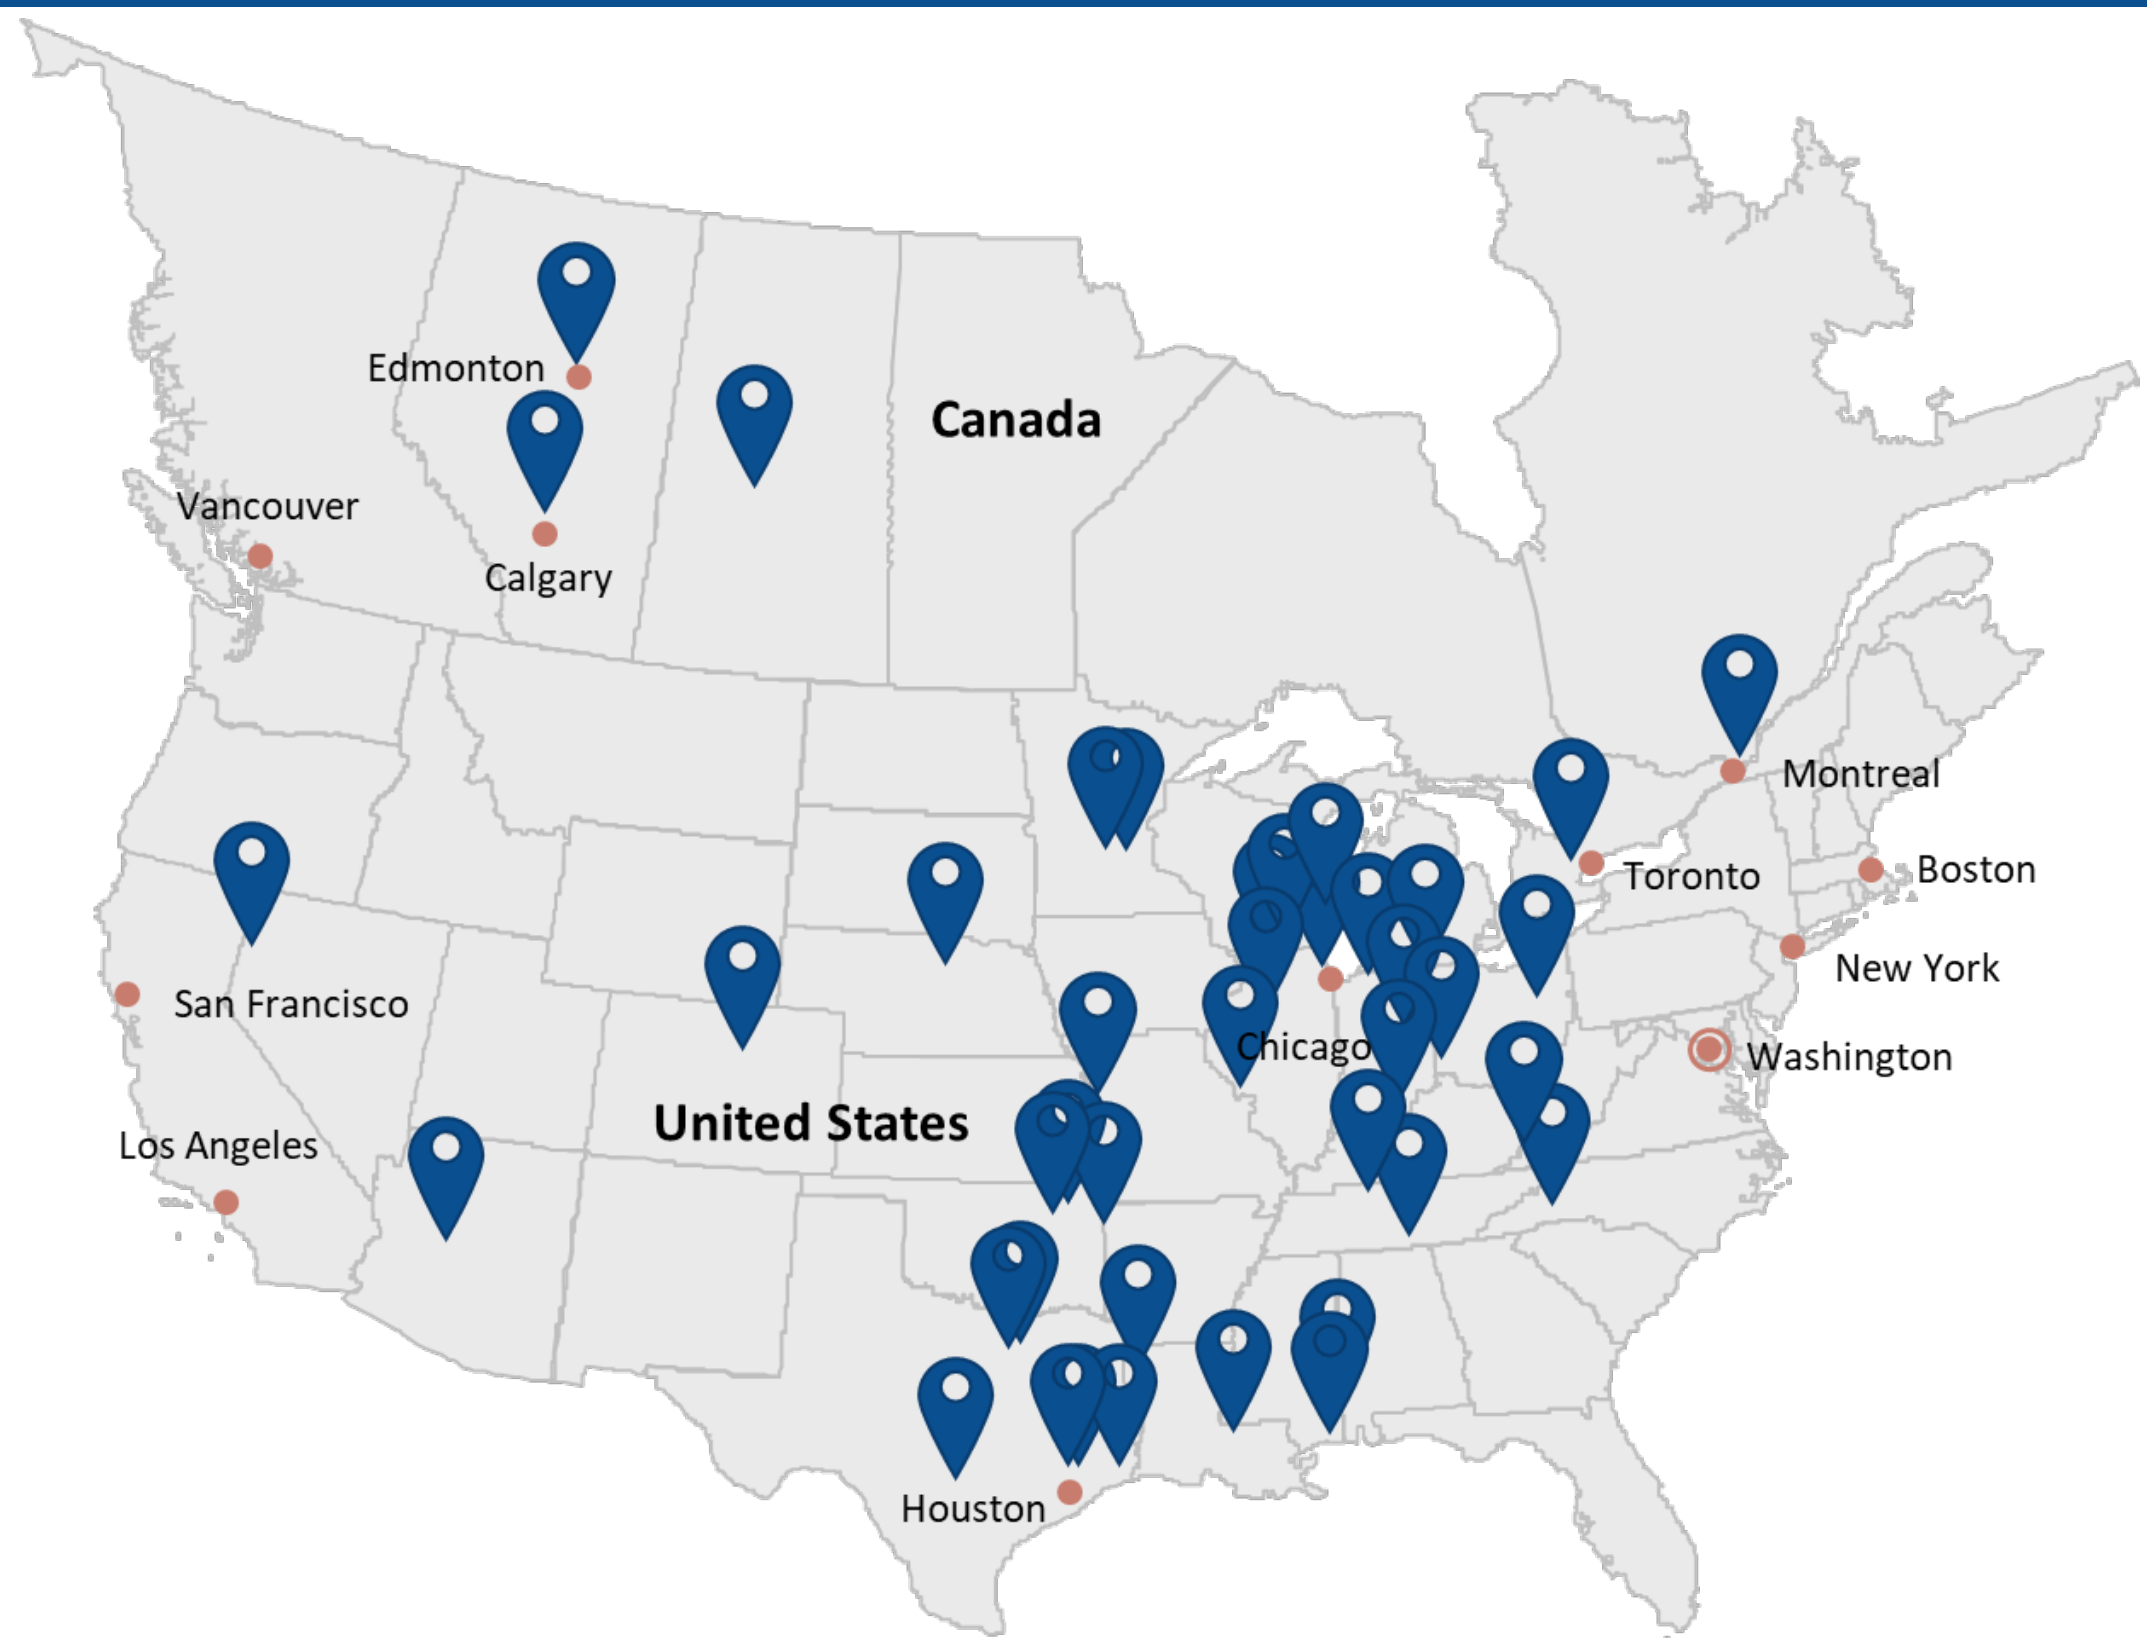 Edmonton
Canada
Vancouver
Calgary
Montreal
Boston
Toronto
New York
San Francisco
Chicago
Washington
United States
Los Angeles
Houston